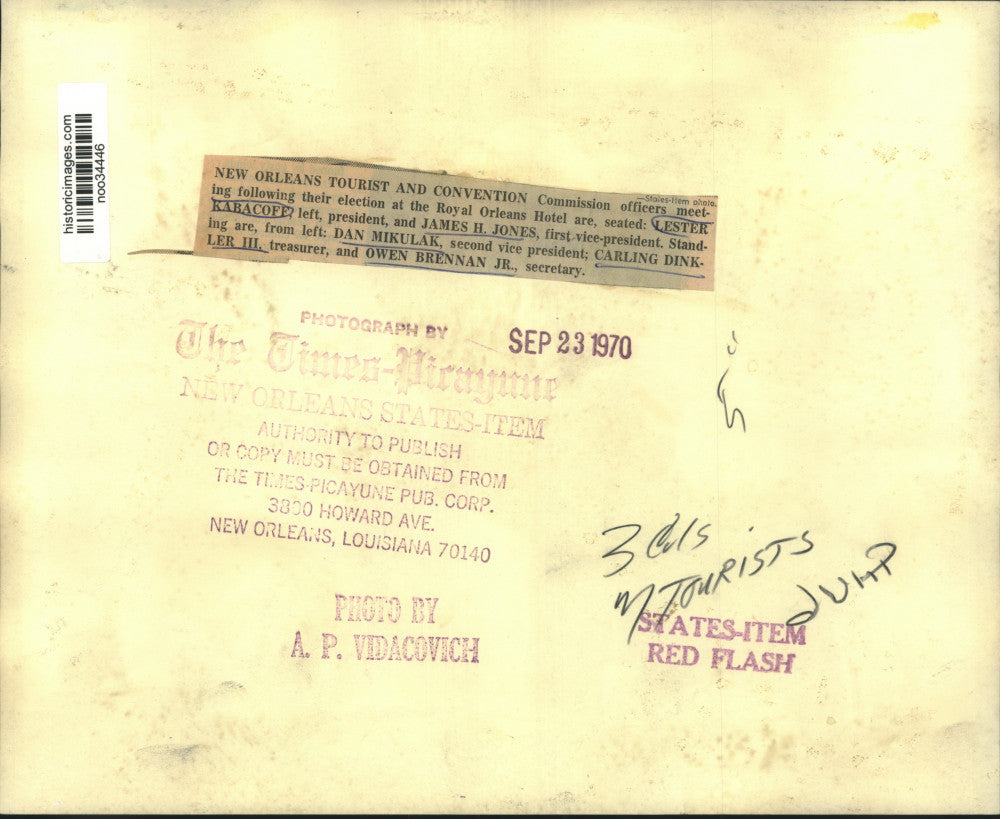 historicimages.com
noo34446
—States-Item photo.
NEW ORLEANS TOURIST AND CONVENTION Commission officers meet-
ing following their election at the Royal Orleans Hotel are, seated: LESTER
KABACOFF, left, president, and JAMES H. JONES, first vice-president. Stand-
ing are, from left: DAN MIKULAK, second vice president; CARLING DINK-
LER III, treasurer, and OWEN BRENNAN JR., secretary.
PHOTOGRAPH BY
SEP 23 1970
The Times-Picayune
NEW ORLEANS STATES-ITEM
AUTHORITY TO PUBLISH
OR COPY MUST BE OBTAINED FROM
THE TIMES-PICAYUNE PUB. CORP.
3800 HOWARD AVE.
NEW ORLEANS, LOUISIANA 70140
3 Cols
TOURISTS
JUMP
PHOTO BY
A. P. VIDACOVICH
STATES-ITEM
RED FLASH